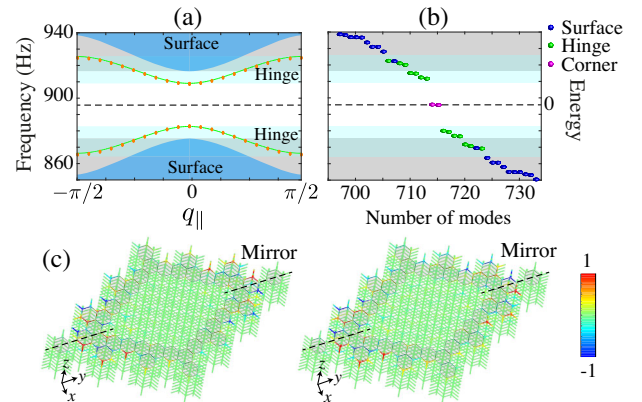 (a)
940
900
860
Frequency (Hz)
Surface
Hinge
Hinge
Surface
−π/2
0
π/2
q||
(b)
Surface
Hinge
Corner
0
Energy
700
710
720
730
Number of modes
(c)
Mirror
z
y
x
Mirror
z
y
x
1
-1